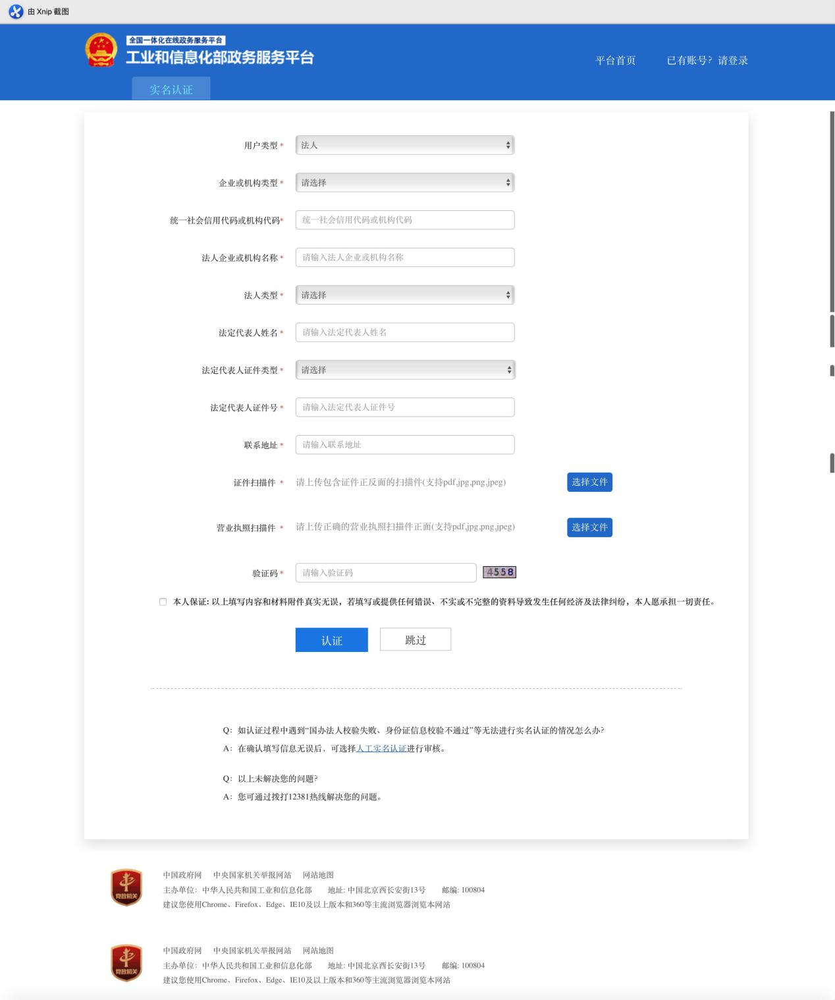 由 Xnip 截图
全国一体化在线政务服务平台
工业和信息化部政务服务平台
平台首页 已有账号? 请登录
实名认证
用户类型* 法人
企业或机构类型* 请选择
统一社会信用代码或机构代码* 统一社会信用代码或机构代码
法人企业或机构名称* 请输入法人企业或机构名称
法人类型* 请选择
法定代表人姓名* 请输入法定代表人姓名
法定代表人证件类型* 请选择
法定代表人证件号* 请输入法定代表人证件号
联系地址* 请输入联系地址
证件扫描件 * 请上传包含证件正反面的扫描件(支持pdf,jpg,png,jpeg) 选择文件
营业执照扫描件 * 请上传正确的营业执照扫描件正面(支持pdf,jpg,png,jpeg) 选择文件
验证码* 请输入验证码 4558
本人保证: 以上填写内容和材料附件真实无误，若填写或提供任何错误、不实或不完整的资料导致发生任何经济及法律纠纷，本人愿承担一切责任。
认证 跳过
Q：如认证过程中遇到“国办法人校验失败、身份证信息校验不通过”等无法进行实名认证的情况怎么办?
A：在确认填写信息无误后，可选择人工实名认证进行审核。
Q：以上未解决您的问题?
A：您可通过拨打12381热线解决您的问题。
中国政府网 中央国家机关举报网站 网站地图
主办单位：中华人民共和国工业和信息化部 地址: 中国北京西长安街13号 邮编: 100804
党政机关
建议您使用Chrome、Firefox、Edge、IE10及以上版本和360等主流浏览器浏览本网站
中国政府网 中央国家机关举报网站 网站地图
主办单位：中华人民共和国工业和信息化部 地址: 中国北京西长安街13号 邮编: 100804
党政机关
建议您使用Chrome、Firefox、Edge、IE10及以上版本和360等主流浏览器浏览本网站